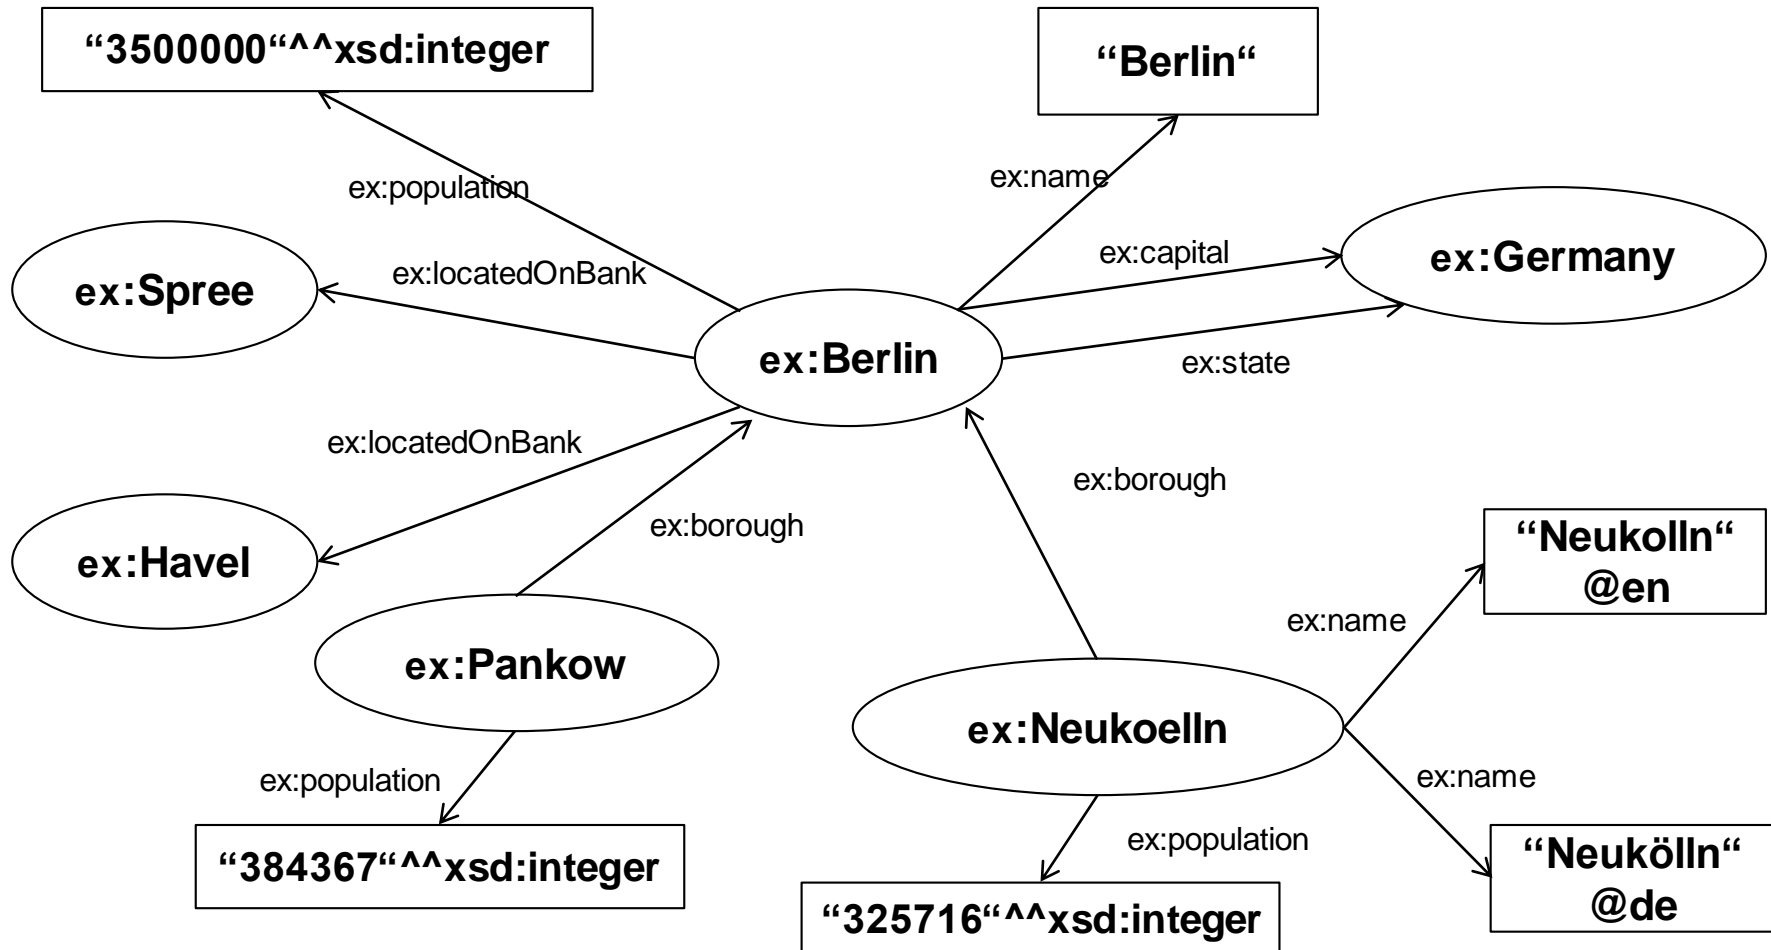 “3500000“^^xsd:integer
“Berlin“
ex:population
ex:name
ex:Spree
ex:locatedOnBank
ex:capital
ex:Germany
ex:Berlin
ex:state
ex:locatedOnBank
ex:borough
ex:borough
ex:Havel
“Neukolln“
@en
ex:name
ex:Pankow
ex:Neukoelln
ex:population
ex:name
“384367“^^xsd:integer
ex:population
“325716“^^xsd:integer
“Neukölln“
@de